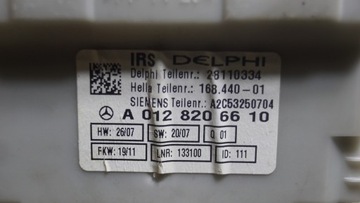 IRS DELPHI
Delphi Teilenr.: 28110334
Hella Teilenr.: 168.440-01
SIEMENS Teilenr.: A2C53250704
A 012 820 66 10
HW: 26/07 SW: 20/07 Q 01
FKW: 19/11 LNR: 133100 ID: 111